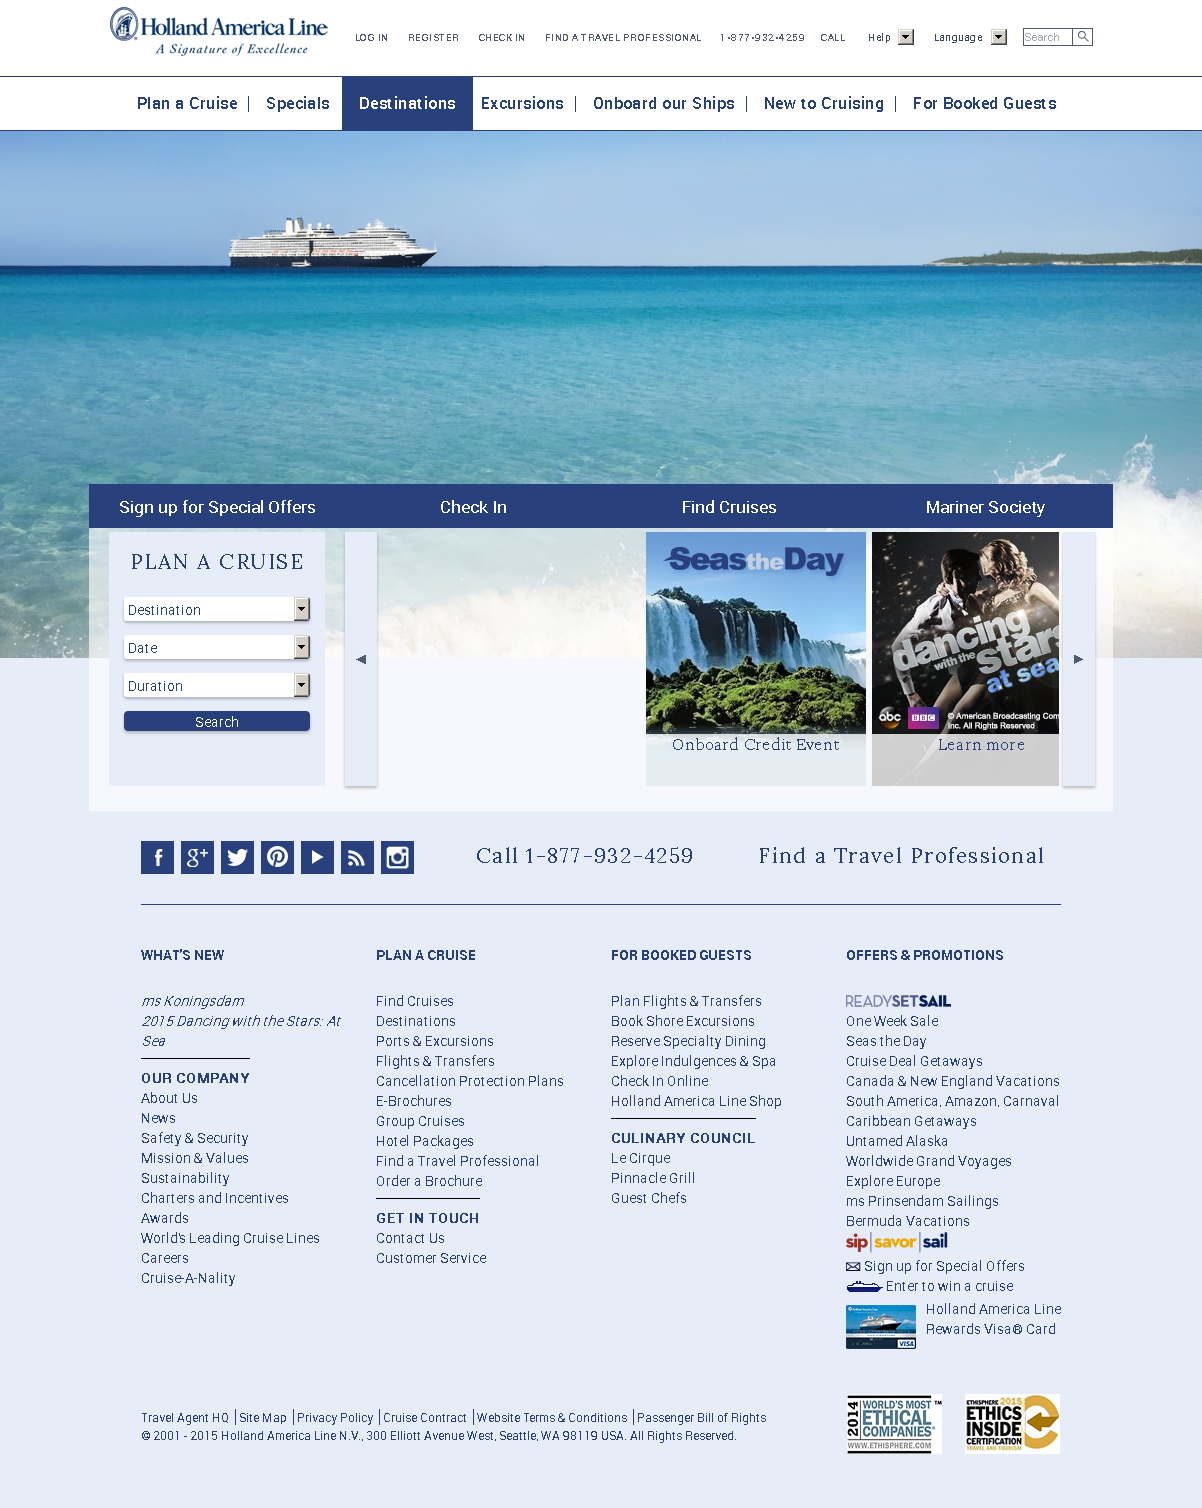 Holland America Line
A Signature of Excellence
LOG IN REGISTER CHECK IN FIND A TRAVEL PROFESSIONAL 1•877•932•4259 CALL Help Language Search
Plan a Cruise | Specials Destinations Excursions | Onboard our Ships | New to Cruising | For Booked Guests
Sign up for Special Offers Check In Find Cruises Mariner Society
PLAN A CRUISE
Destination
Date
Duration
Search
Seas the Day
Onboard Credit Event
dancing
with the stars
at sea
abc BBC © American Broadcasting Com
Inc. All Rights Reserved
Learn more
Call 1-877-932-4259
Find a Travel Professional
WHAT'S NEW
ms Koningsdam
2015 Dancing with the Stars: At
Sea
OUR COMPANY
About Us
News
Safety & Security
Mission & Values
Sustainability
Charters and Incentives
Awards
World's Leading Cruise Lines
Careers
Cruise-A-Nality
PLAN A CRUISE
Find Cruises
Destinations
Ports & Excursions
Flights & Transfers
Cancellation Protection Plans
E-Brochures
Group Cruises
Hotel Packages
Find a Travel Professional
Order a Brochure
GET IN TOUCH
Contact Us
Customer Service
FOR BOOKED GUESTS
Plan Flights & Transfers
Book Shore Excursions
Reserve Specialty Dining
Explore Indulgences & Spa
Check In Online
Holland America Line Shop
CULINARY COUNCIL
Le Cirque
Pinnacle Grill
Guest Chefs
OFFERS & PROMOTIONS
READYSETSAIL
One Week Sale
Seas the Day
Cruise Deal Getaways
Canada & New England Vacations
South America, Amazon, Carnaval
Caribbean Getaways
Untamed Alaska
Worldwide Grand Voyages
Explore Europe
ms Prinsendam Sailings
Bermuda Vacations
sip|savor|sail
Sign up for Special Offers
Enter to win a cruise
Holland America Line
Rewards Visa® Card
Holland America Line
VISA
Travel Agent HQ | Site Map | Privacy Policy | Cruise Contract | Website Terms & Conditions | Passenger Bill of Rights
© 2001 - 2015 Holland America Line N.V., 300 Elliott Avenue West, Seattle, WA 98119 USA. All Rights Reserved.
2014 WORLD'S MOST ETHICAL COMPANIES™
WWW.ETHISPHERE.COM
ETHISPHERE 2015
ETHICS
INSIDE
CERTIFICATION
TRAVEL AND TOURISM